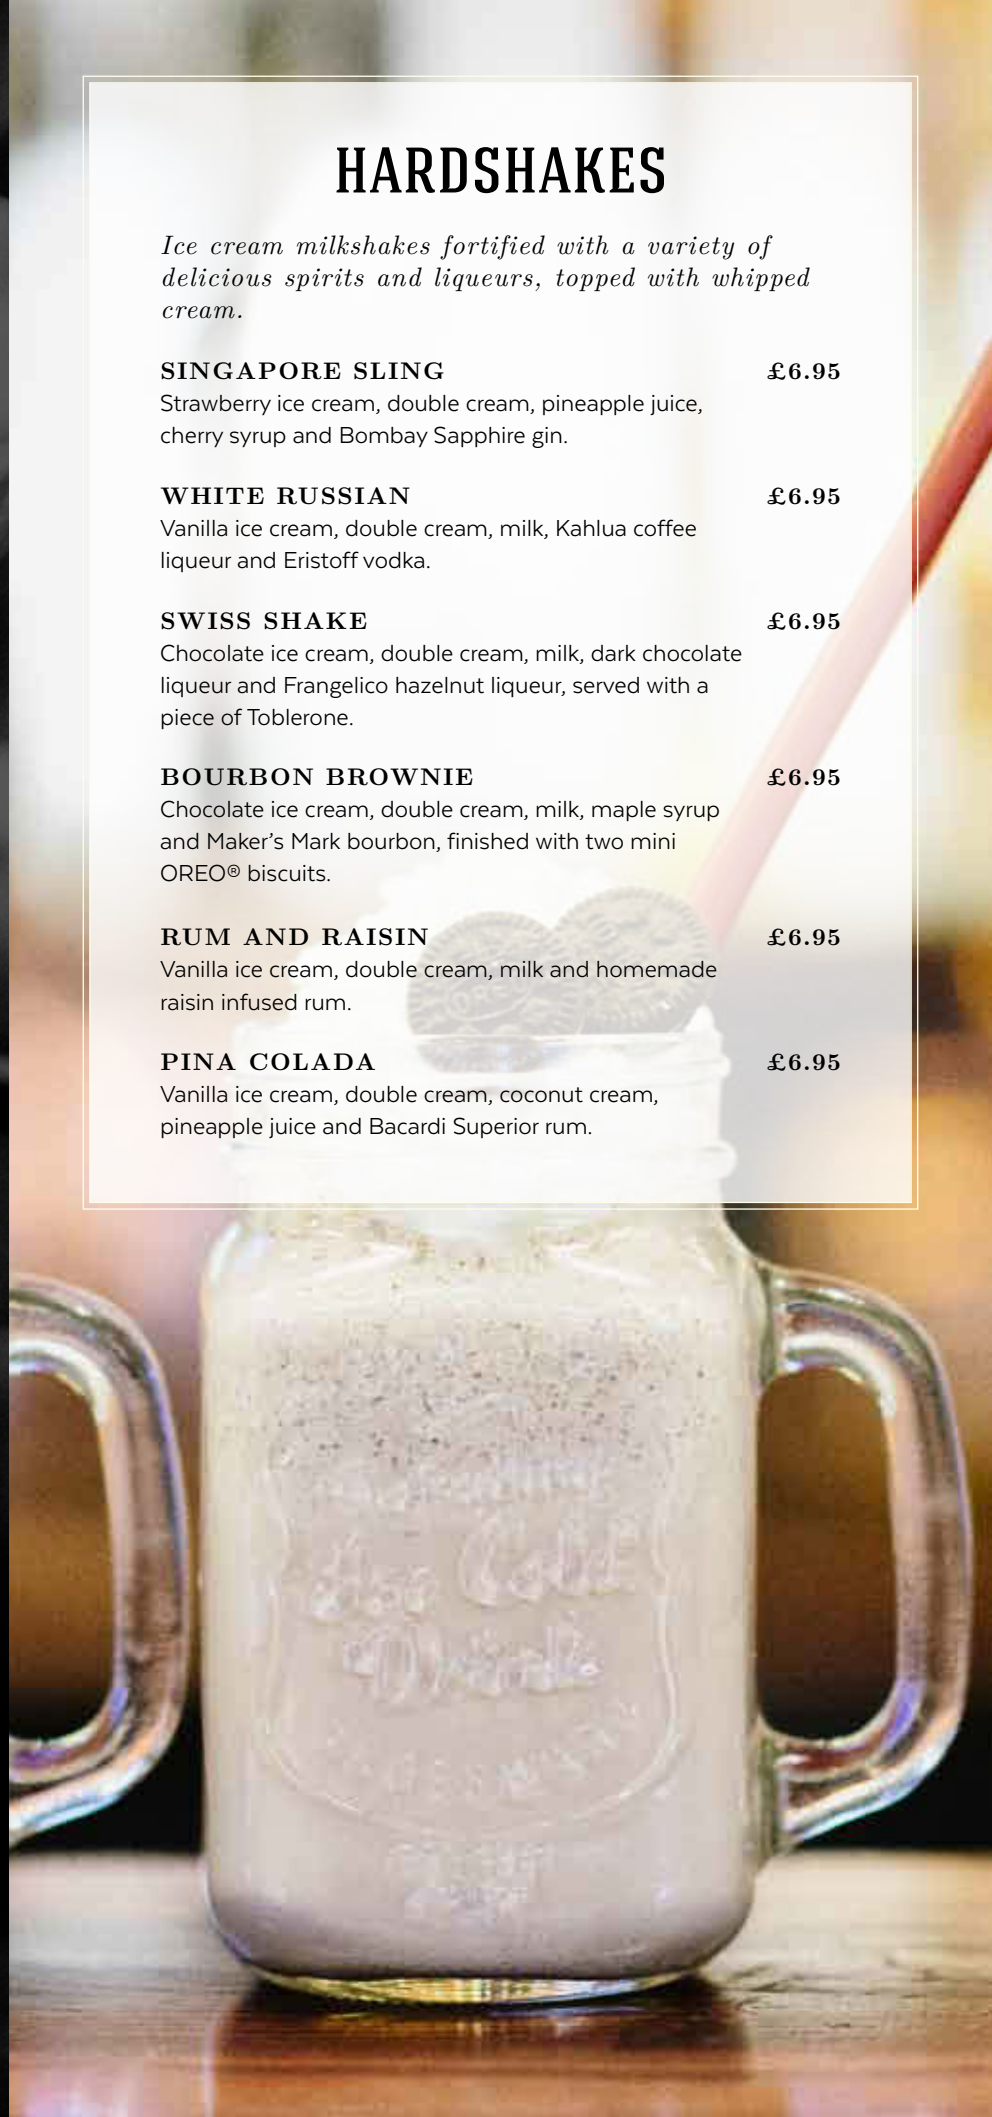 HARDSHAKES
Ice cream milkshakes fortified with a variety of
delicious spirits and liqueurs, topped with whipped
cream.
SINGAPORE SLING £6.95
Strawberry ice cream, double cream, pineapple juice,
cherry syrup and Bombay Sapphire gin.
WHITE RUSSIAN £6.95
Vanilla ice cream, double cream, milk, Kahlua coffee
liqueur and Eristoff vodka.
SWISS SHAKE £6.95
Chocolate ice cream, double cream, milk, dark chocolate
liqueur and Frangelico hazelnut liqueur, served with a
piece of Toblerone.
BOURBON BROWNIE £6.95
Chocolate ice cream, double cream, milk, maple syrup
and Maker's Mark bourbon, finished with two mini
OREO® biscuits.
RUM AND RAISIN £6.95
Vanilla ice cream, double cream, milk and homemade
raisin infused rum.
PINA COLADA £6.95
Vanilla ice cream, double cream, coconut cream,
pineapple juice and Bacardi Superior rum.
OREO
Ice Cold
Drink